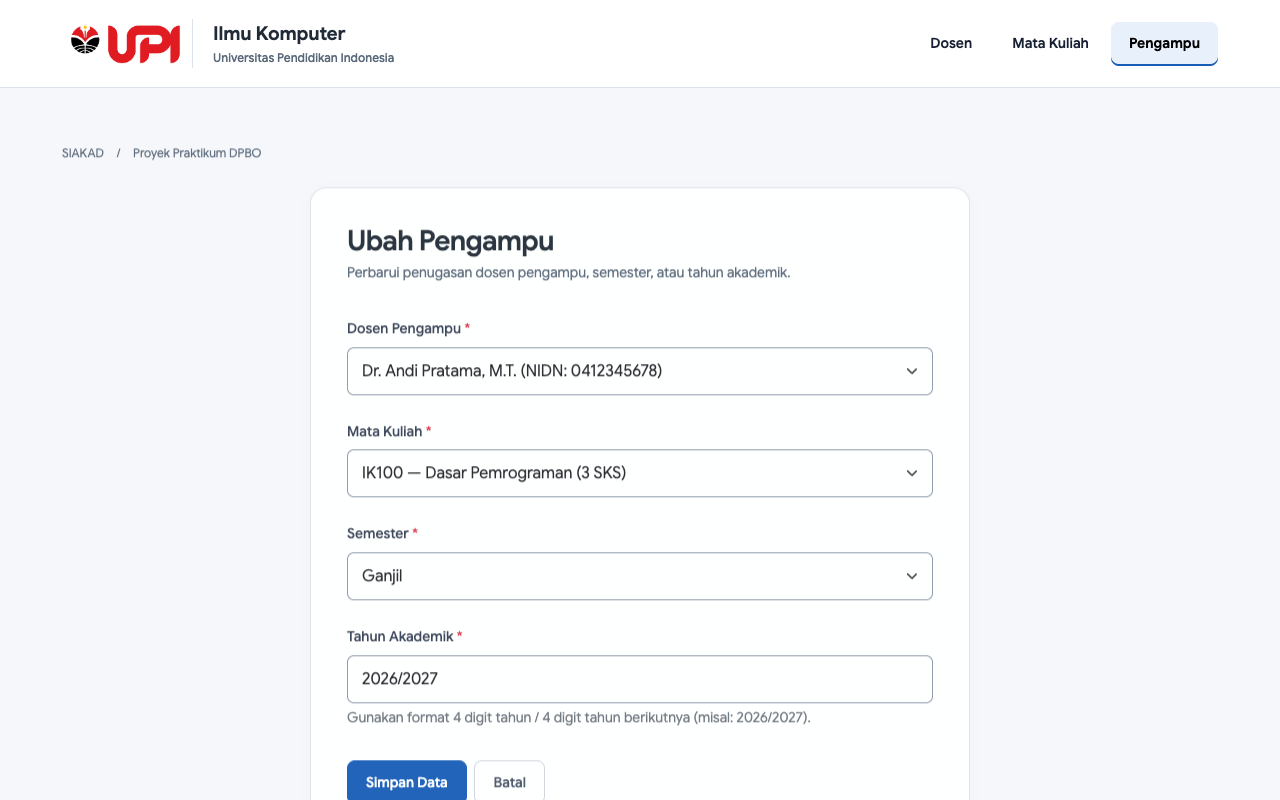 UPI
Ilmu Komputer
Universitas Pendidikan Indonesia
Dosen
Mata Kuliah
Pengampu
SIAKAD / Proyek Praktikum DPBO
Ubah Pengampu
Perbarui penugasan dosen pengampu, semester, atau tahun akademik.
Dosen Pengampu *
Dr. Andi Pratama, M.T. (NIDN: 0412345678)
Mata Kuliah *
IK100 — Dasar Pemrograman (3 SKS)
Semester *
Ganjil
Tahun Akademik *
2026/2027
Gunakan format 4 digit tahun / 4 digit tahun berikutnya (misal: 2026/2027).
Simpan Data
Batal